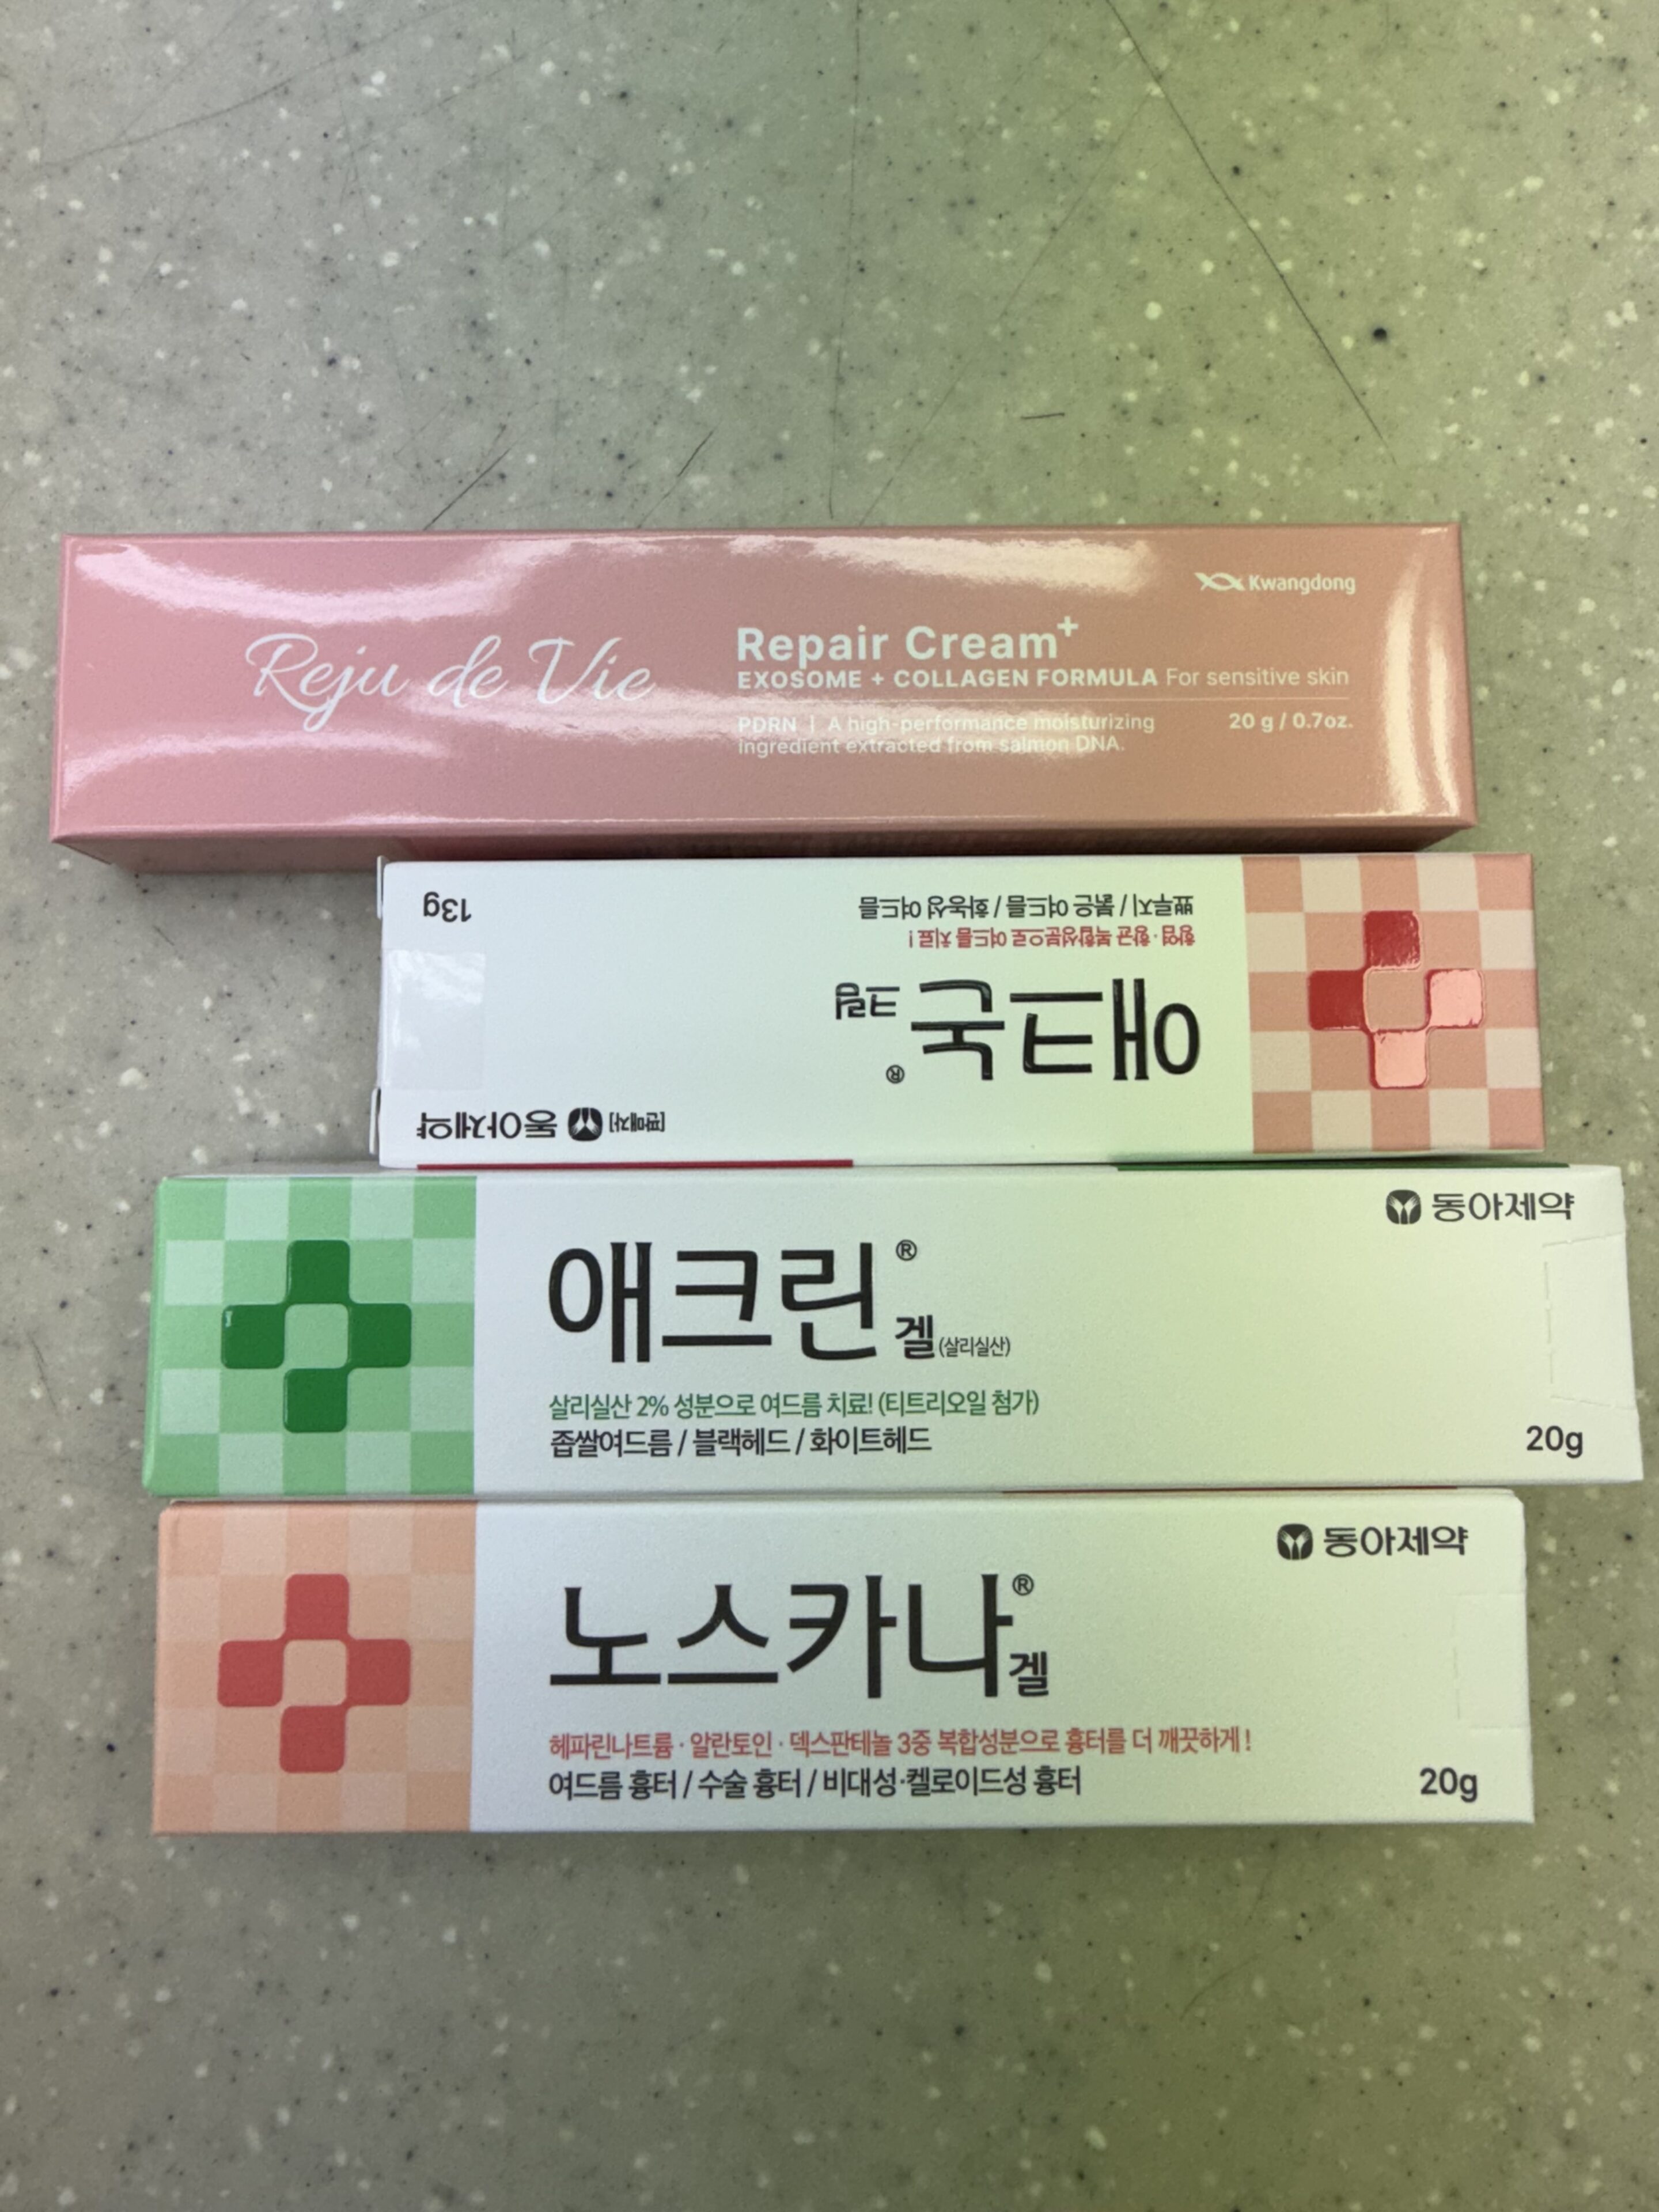 Kwangdong
Reju de Vie
Repair Cream+
EXOSOME + COLLAGEN FORMULA For sensitive skin
PDRN | A high-performance moisturizing
ingredient extracted from salmon DNA.
20 g / 0.7oz.
[판매자] 동아제약
애크논® 크림
항염·항균 복합성분으로 여드름 치료!
뾰루지 / 붉은 여드름 / 화농성 여드름
13g
동아제약
애크린® 겔 (살리실산)
살리실산 2% 성분으로 여드름 치료! (티트리오일 첨가)
좁쌀여드름 / 블랙헤드 / 화이트헤드
20g
동아제약
노스카나® 겔
헤파린나트륨 · 알란토인 · 덱스판테놀 3중 복합성분으로 흉터를 더 깨끗하게!
여드름 흉터 / 수술 흉터 / 비대성·켈로이드성 흉터
20g